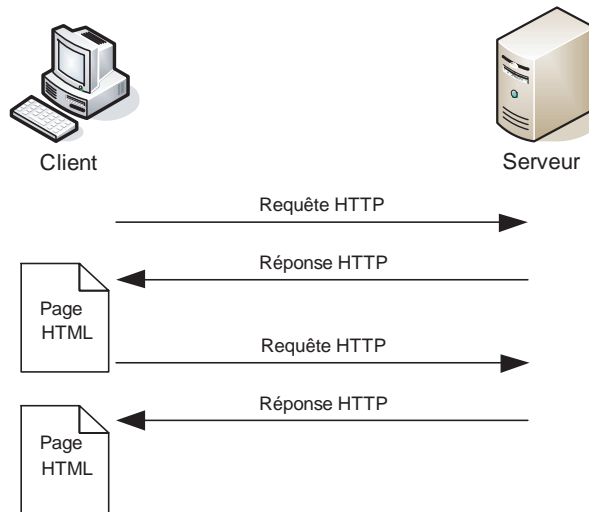 Client
Serveur
Requête HTTP
Réponse HTTP
Page
HTML
Requête HTTP
Réponse HTTP
Page
HTML